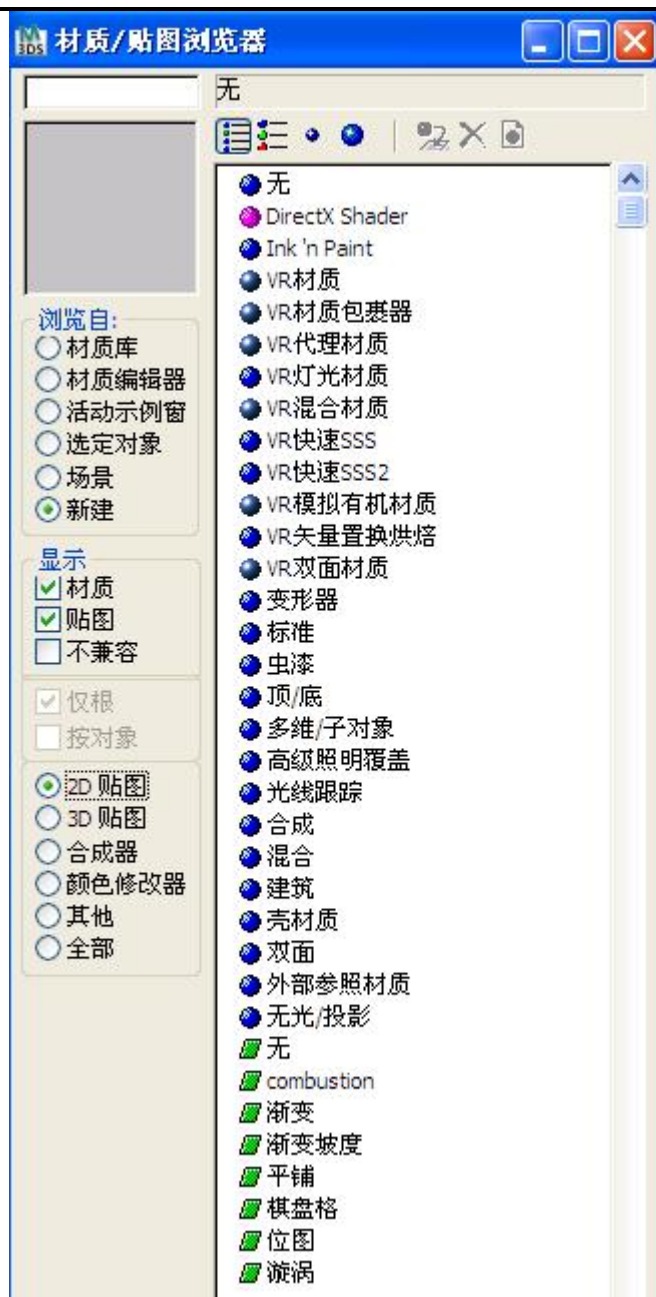 材质/贴图浏览器
无
浏览自:
材质库
材质编辑器
活动示例窗
选定对象
场景
新建
显示
材质
贴图
不兼容
仅根
按对象
2D 贴图
3D 贴图
合成器
颜色修改器
其他
全部
无
DirectX Shader
Ink 'n Paint
VR材质
VR材质包裹器
VR代理材质
VR灯光材质
VR混合材质
VR快速SSS
VR快速SSS2
VR模拟有机材质
VR矢量置换烘焙
VR双面材质
变形器
标准
虫漆
顶/底
多维/子对象
高级照明覆盖
光线跟踪
合成
混合
建筑
壳材质
双面
外部参照材质
无光/投影
无
combustion
渐变
渐变坡度
平铺
棋盘格
位图
漩涡